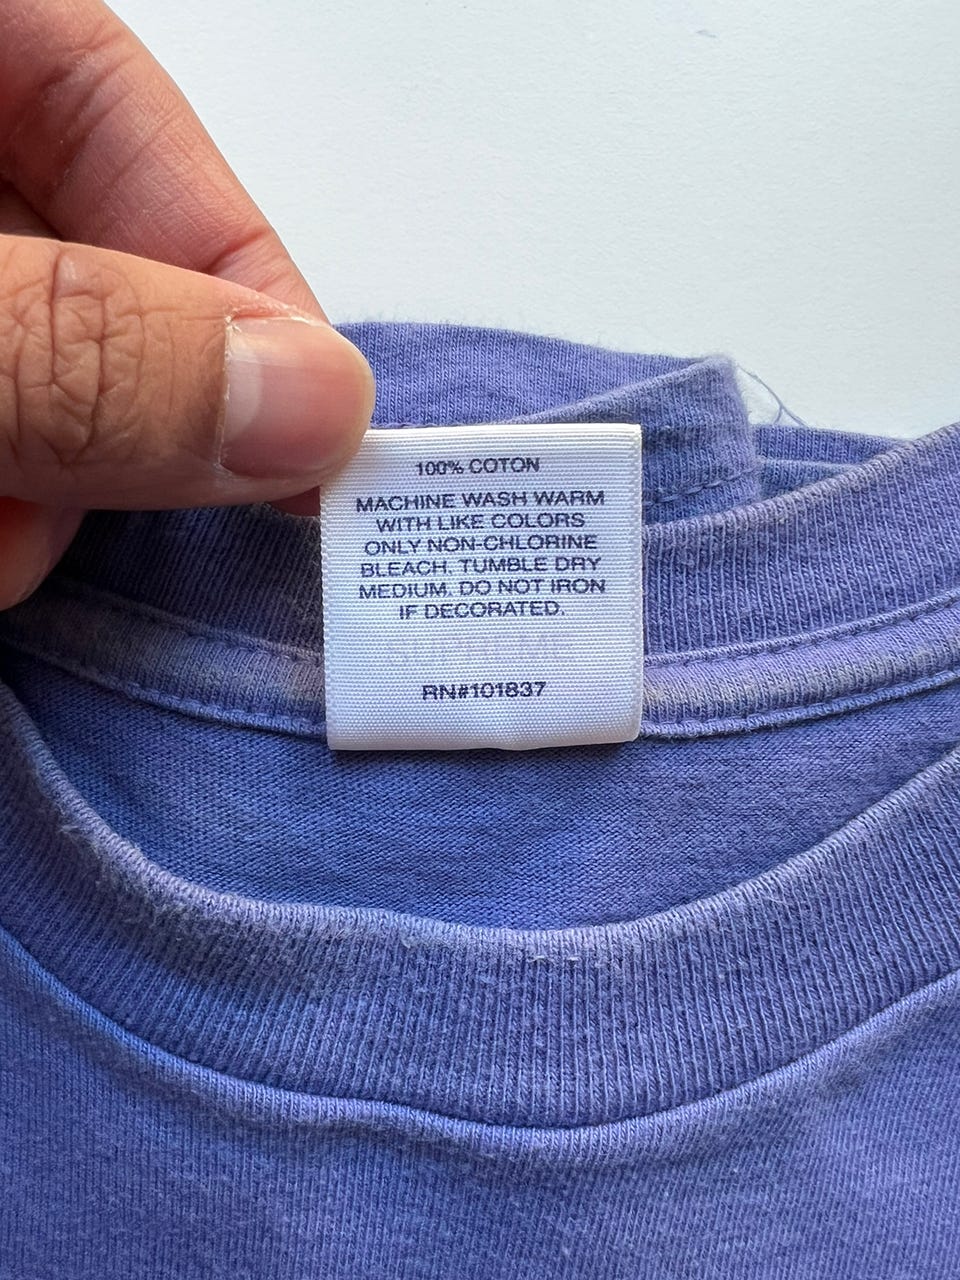 100% COTON
MACHINE WASH WARM
WITH LIKE COLORS
ONLY NON-CHLORINE
BLEACH, TUMBLE DRY
MEDIUM. DO NOT IRON
IF DECORATED.
SUPREME
RN#101837